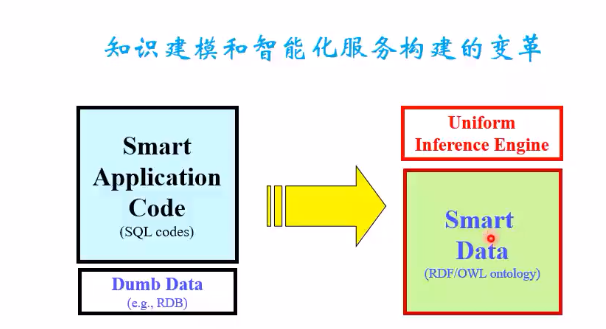 知识建模和智能化服务构建的变革
Smart
Application
Code
(SQL codes)
Dumb Data
(e.g., RDB)
Uniform
Inference Engine
Smart
Data
(RDF/OWL ontology)